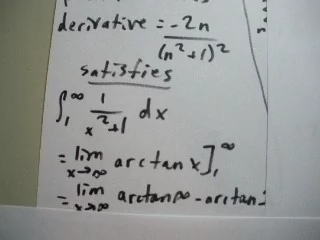 derivative = -2n / (n²+1)²
satisfies
∫₁^∞ 1/(x²+1) dx
= lim x→∞ arctan x]₁^∞
= lim x→∞ arctan∞ - arctan